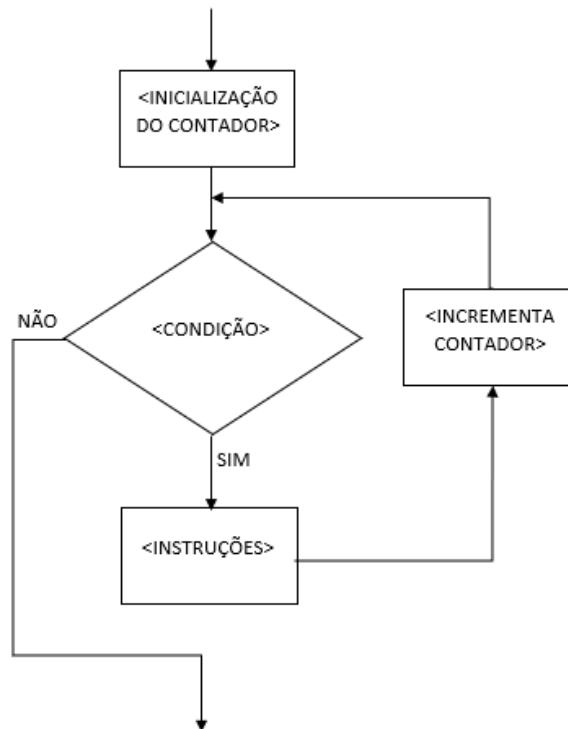 <INICIALIZAÇÃO
DO CONTADOR>
NÃO
<CONDIÇÃO>
<INCREMENTA
CONTADOR>
SIM
<INSTRUÇÕES>